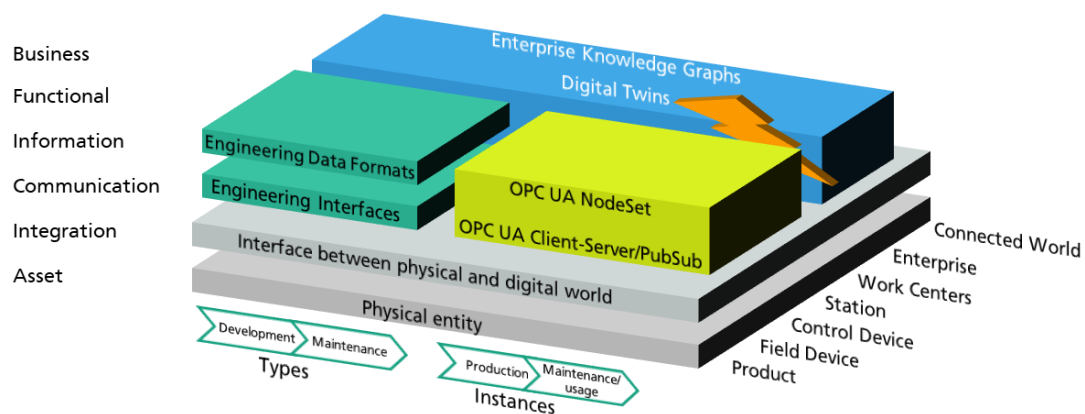 Business
Functional
Information
Communication
Integration
Asset
Enterprise Knowledge Graphs
Digital Twins
Engineering Data Formats
Engineering Interfaces
OPC UA NodeSet
OPC UA Client-Server/PubSub
Interface between physical and digital world
Physical entity
Connected World
Enterprise
Work Centers
Station
Control Device
Field Device
Product
Development
Maintenance
Types
Production
Maintenance/
usage
Instances